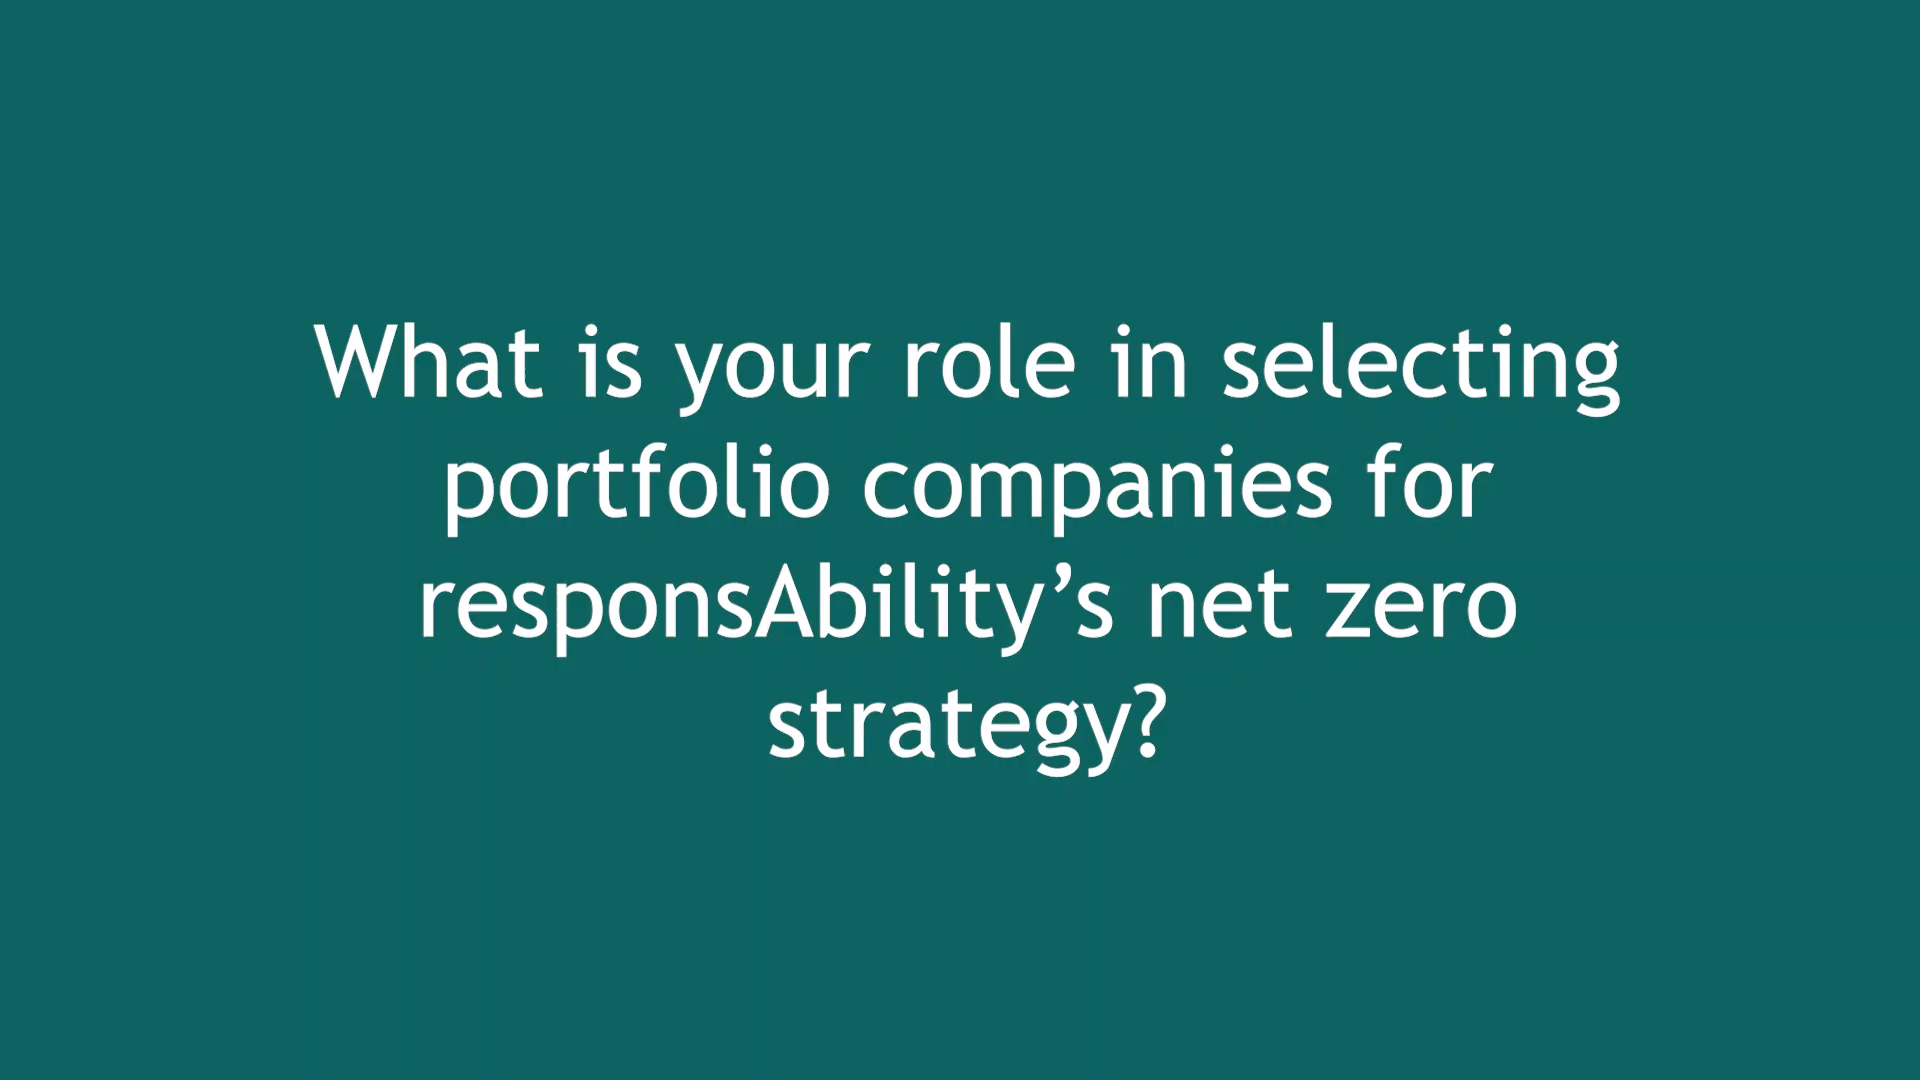 What is your role in selecting
portfolio companies for
responsAbility’s net zero
strategy?